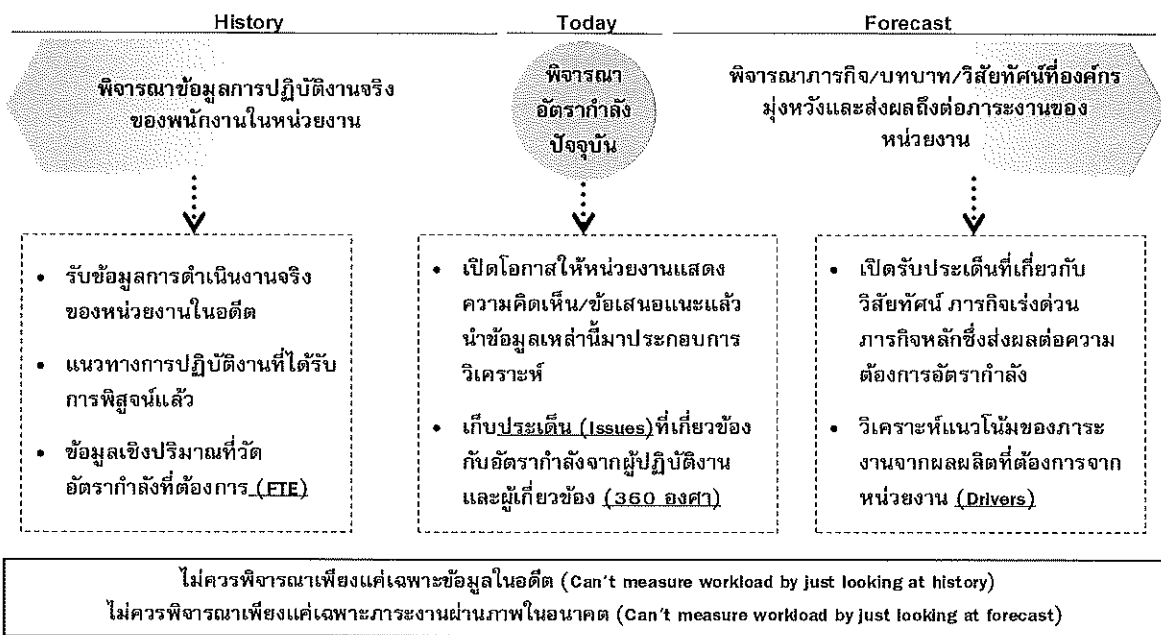 History
Today
Forecast
พิจารณาข้อมูลการปฏิบัติงานจริง
ของพนักงานในหน่วยงาน
พิจารณา
อัตรากำลัง
ปัจจุบัน
พิจารณาภารกิจ/บทบาท/วิสัยทัศน์ที่องค์กร
มุ่งหวังและส่งผลถึงต่อภาระงานของ
หน่วยงาน
• รับข้อมูลการดำเนินงานจริง
ของหน่วยงานในอดีต
• แนวทางการปฏิบัติงานที่ได้รับ
การพิสูจน์แล้ว
• ข้อมูลเชิงปริมาณที่วัด
อัตรากำลังที่ต้องการ (FTE)
• เปิดโอกาสให้หน่วยงานแสดง
ความคิดเห็น/ข้อเสนอแนะแล้ว
นำข้อมูลเหล่านี้มาประกอบการ
วิเคราะห์
• เก็บประเด็น (Issues)ที่เกี่ยวข้อง
กับอัตรากำลังจากผู้ปฏิบัติงาน
และผู้เกี่ยวข้อง (360 องศา)
• เปิดรับประเด็นที่เกี่ยวกับ
วิสัยทัศน์ ภารกิจเร่งด่วน
ภารกิจหลักซึ่งส่งผลต่อความ
ต้องการอัตรากำลัง
• วิเคราะห์แนวโน้มของภาระ
งานจากผลผลิตที่ต้องการจาก
หน่วยงาน (Drivers)
ไม่ควรพิจารณาเพียงแค่เฉพาะข้อมูลในอดีต (Can't measure workload by just looking at history)
ไม่ควรพิจารณาเพียงแค่เฉพาะภาระงานผ่านภาพในอนาคต (Can't measure workload by just looking at forecast)